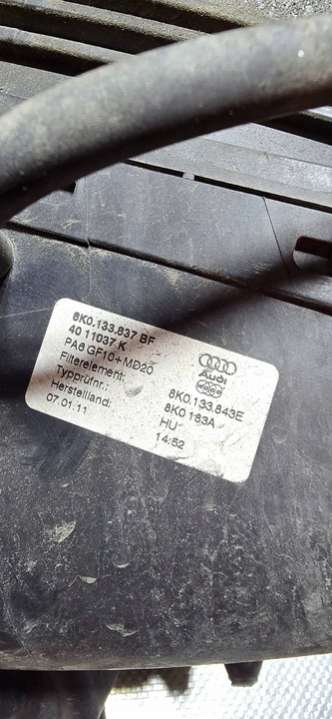 8K0.133.837 BF
40 11037 K
PA6 GF10+MD20
Filterelement: 8K0.133.843E
Typprüfnr.: 8K0 183A
Herstelland: HU
07.01.11 14:52
Audi